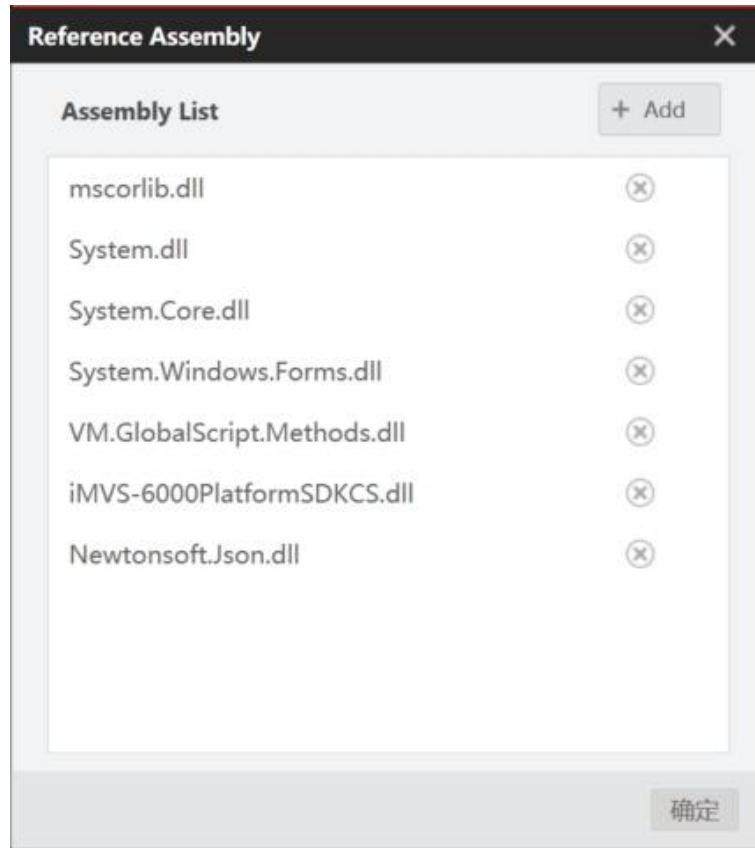 Reference Assembly
Assembly List
+ Add
mscorlib.dll
System.dll
System.Core.dll
System.Windows.Forms.dll
VM.GlobalScript.Methods.dll
iMVS-6000PlatformSDKCS.dll
Newtonsoft.Json.dll
确定